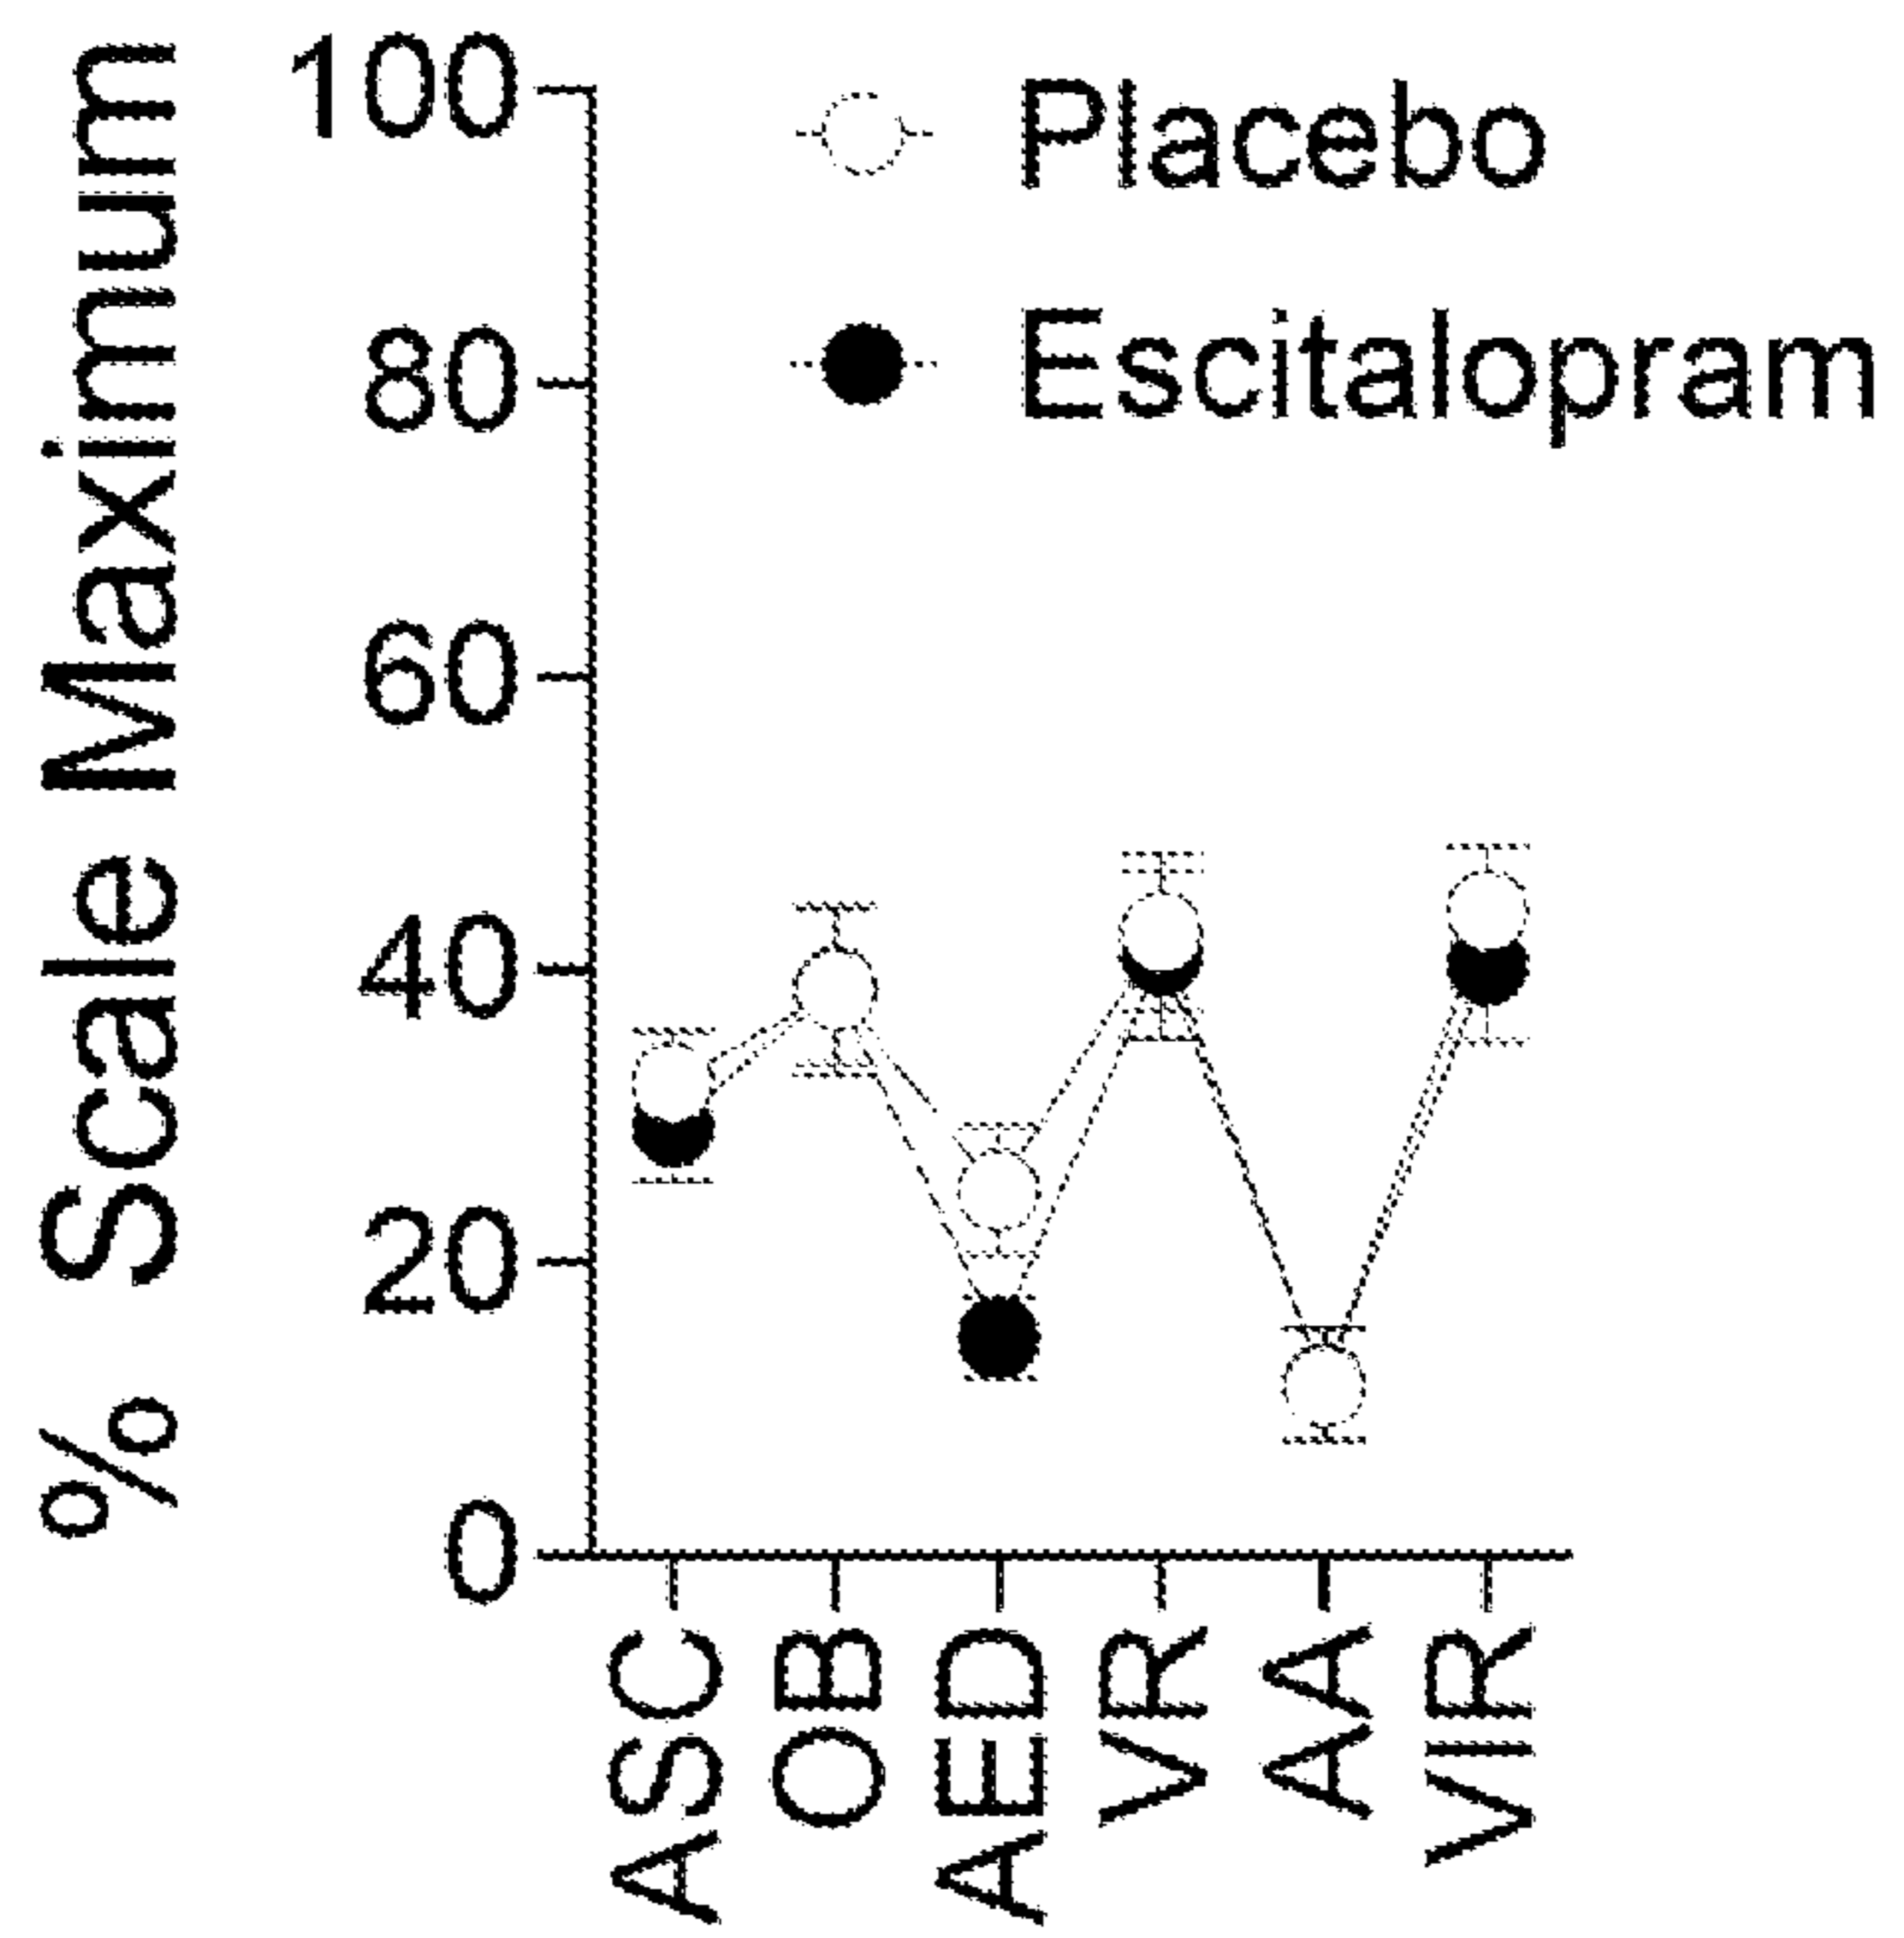 % Scale Maximum
100
80
60
40
20
0
Placebo
Escitalopram
ASC
OB
AED
VR
AA
VIR